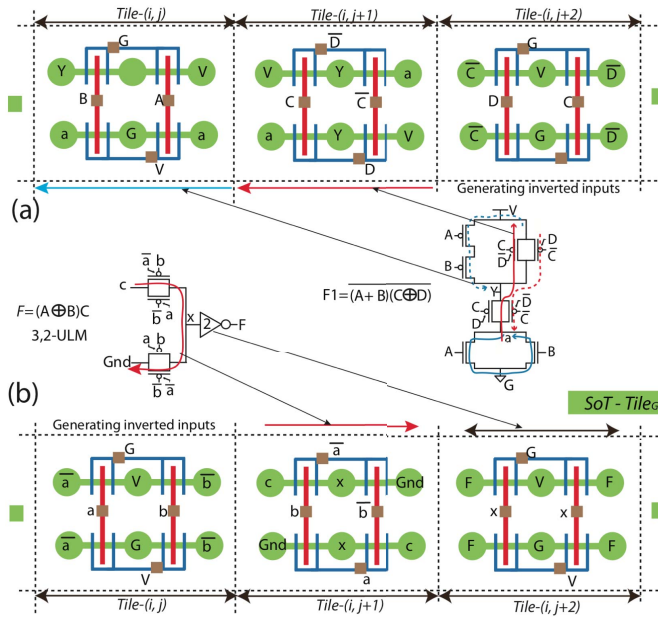 Tile-(i, j)
Tile-(i, j+1)
Tile-(i, j+2)
G
D̅
G
Y
V
V
Y
a
C̅
V
D̅
B
A
C
C̅
D
C
a
G
a
a
Y
V
C̅
G
D̅
V
D
Generating inverted inputs
(a)
V
A
B
C
D̅
D
C̅
Y
C
D
D̅
C̅
a
A
B
G
F1=(A+ B)(C⊕D)
F=(A⊕B)C
3,2-ULM
a̅
b
c
b̅
a
x
2
F
Gnd
a̅
b
b̅
a
(b)
SoT - TileG
Generating inverted inputs
G
a̅
G
a̅
V
b̅
c
x
Gnd
F
V
F
a
b
b
b̅
x
x
a̅
G
b̅
Gnd
x
c
F
G
F
V
a
V
Tile-(i, j)
Tile-(i, j+1)
Tile-(i, j+2)